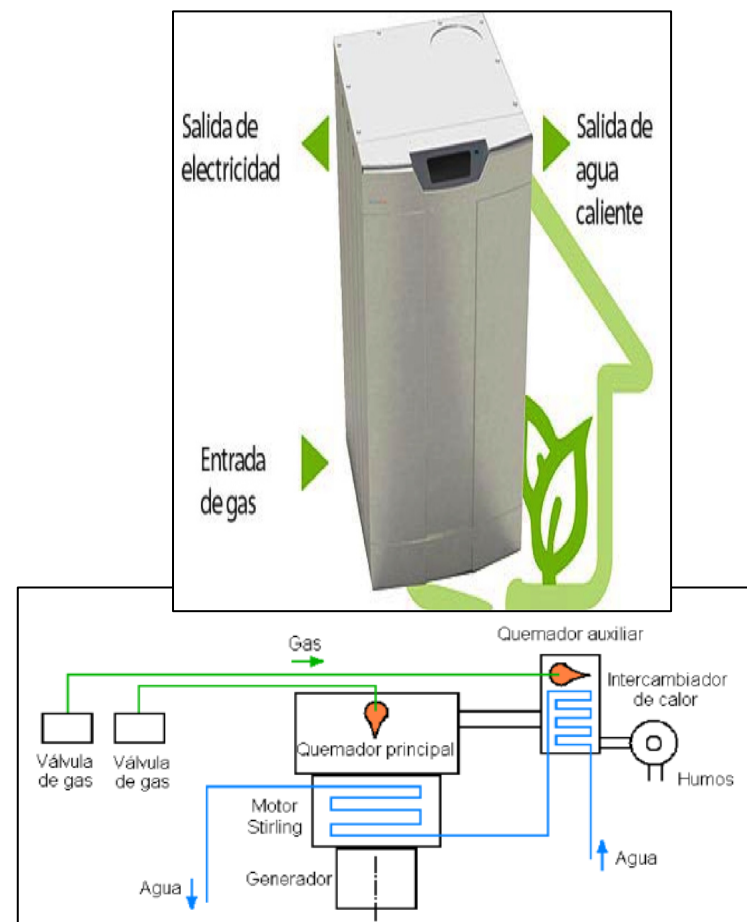 Salida de
electricidad
Salida de
agua
caliente
Entrada
de gas
Quemador auxiliar
Gas
Intercambiador
de calor
Quemador principal
Válvula
de gas
Válvula
de gas
Humos
Motor
Stirling
Agua
Generador
Agua